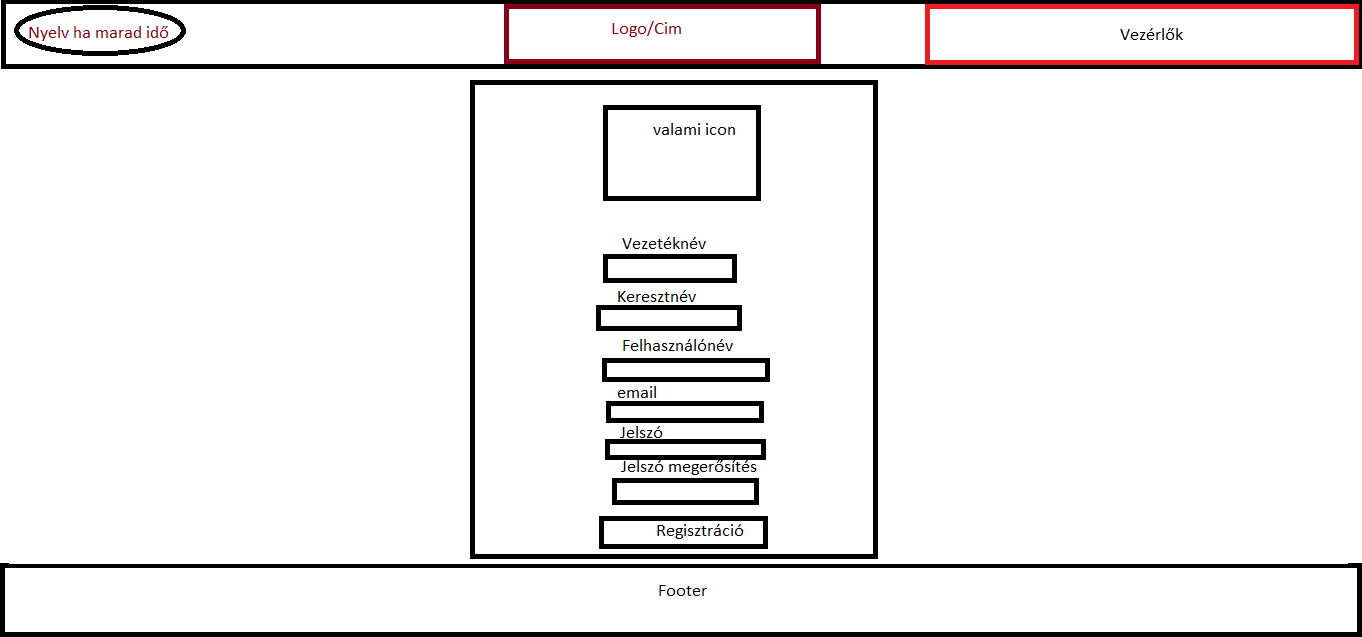 Nyelv ha marad idő
Logo/Cim
Vezérlők
valami icon
Vezetéknév
Keresztnév
Felhasználónév
email
Jelszó
Jelszó megerősítés
Regisztráció
Footer